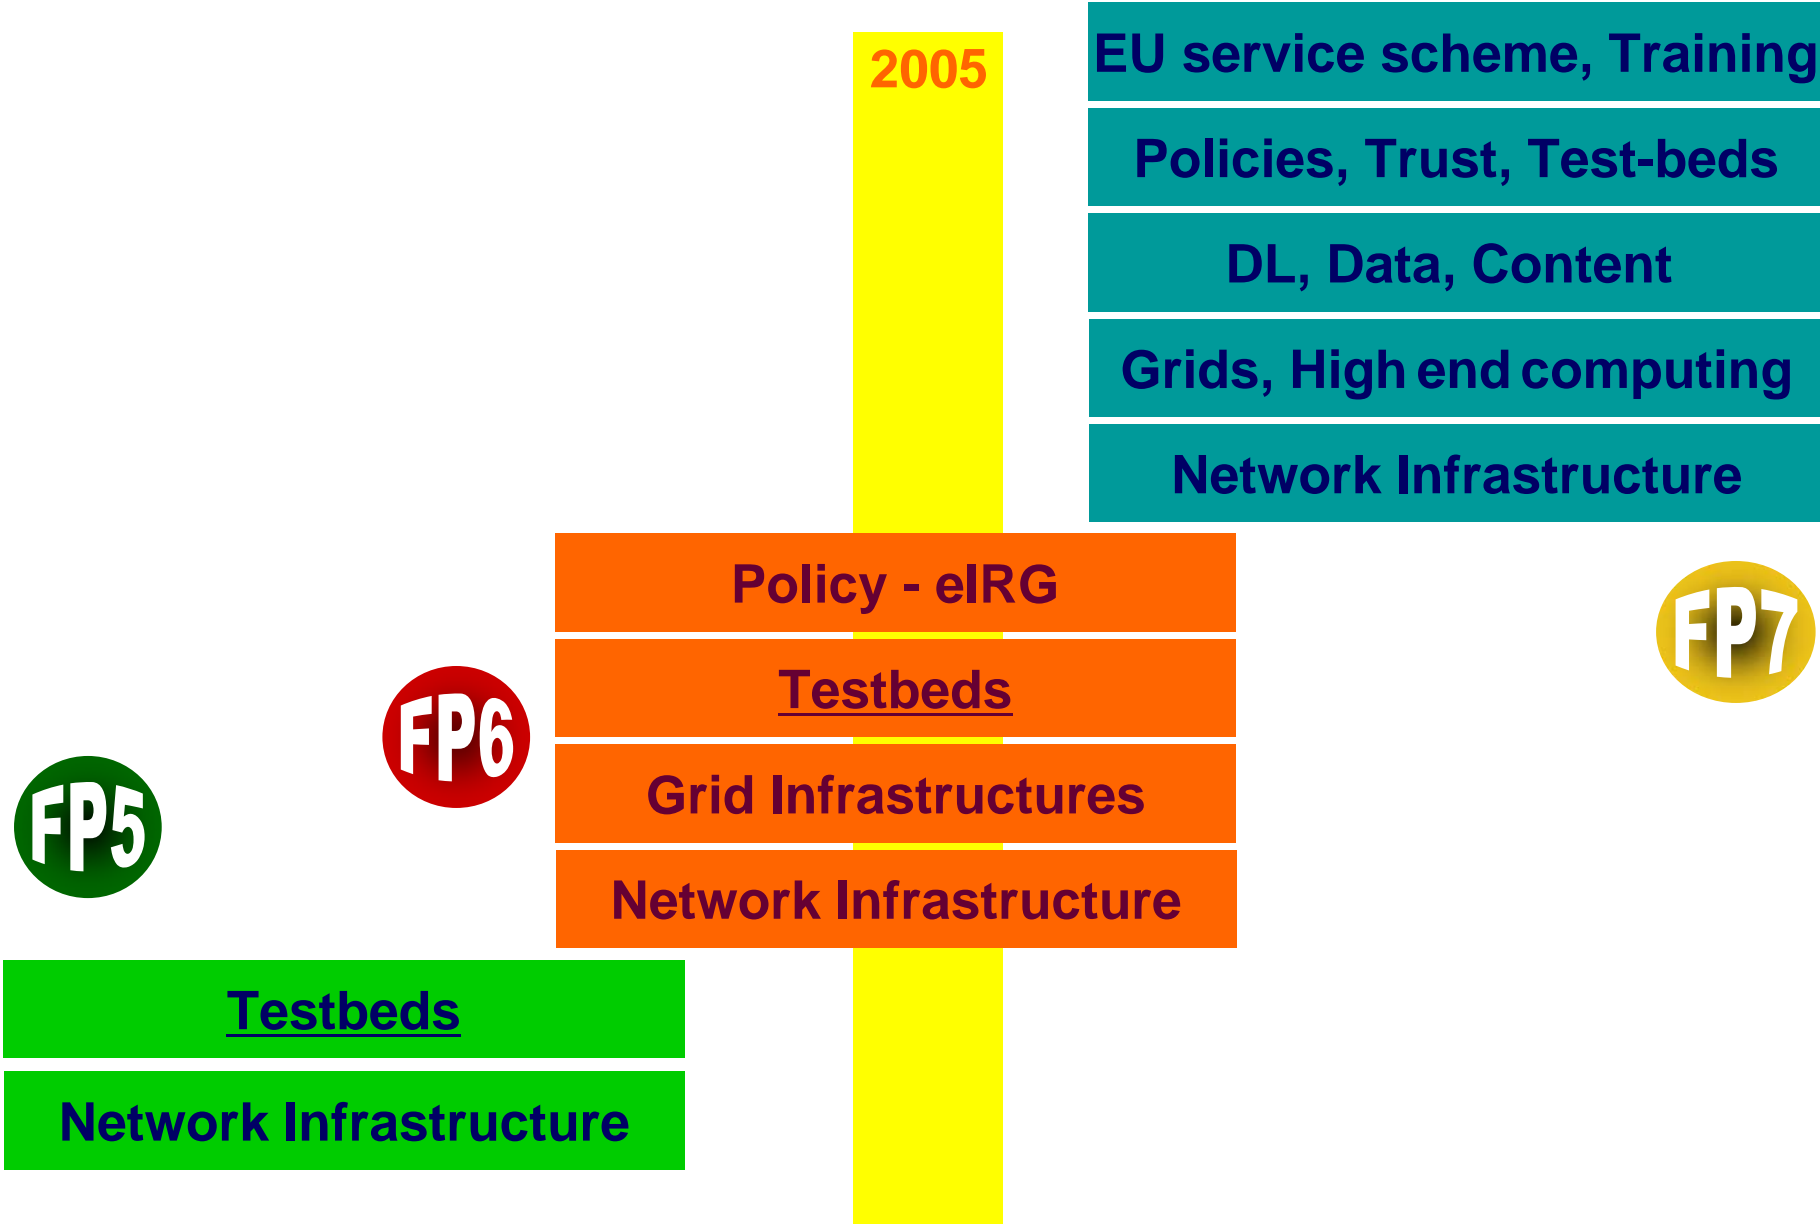 2005
EU service scheme, Training
Policies, Trust, Test-beds
DL, Data, Content
Grids, High end computing
Network Infrastructure
FP7
Policy - eIRG
Testbeds
Grid Infrastructures
Network Infrastructure
FP6
FP5
Testbeds
Network Infrastructure